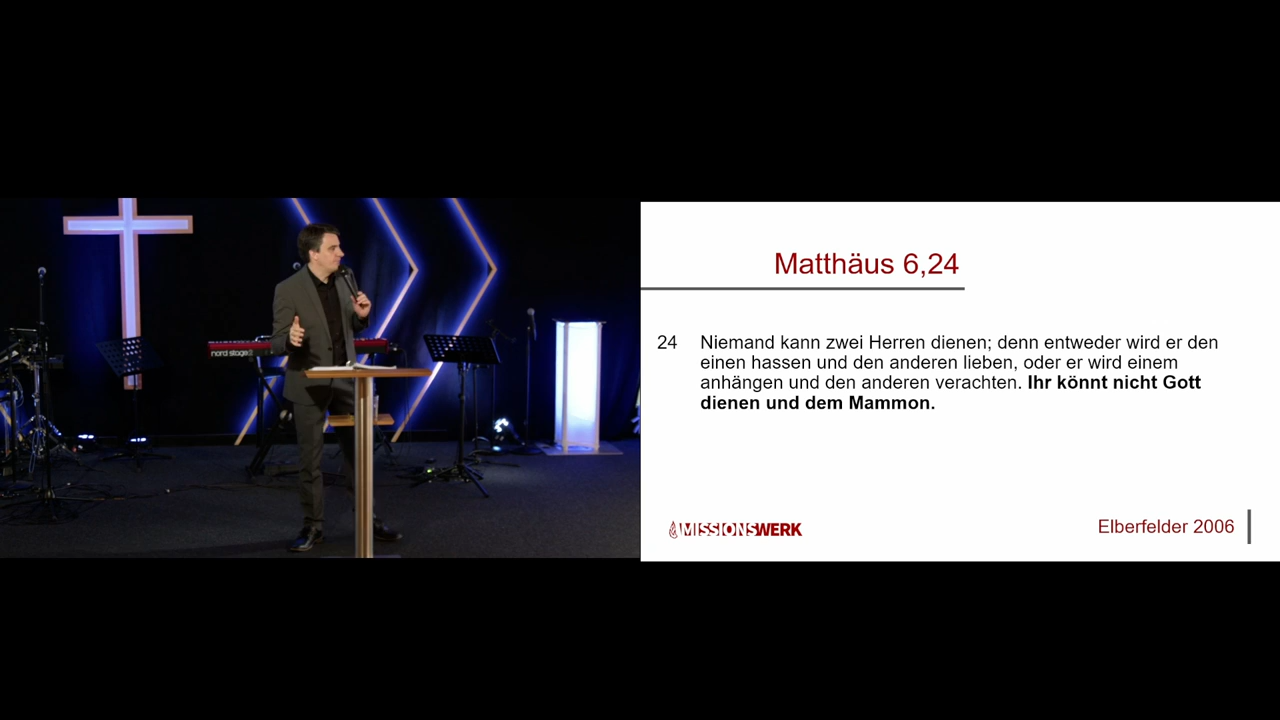 nord stage 3
Matthäus 6,24
24 Niemand kann zwei Herren dienen; denn entweder wird er den
einen hassen und den anderen lieben, oder er wird einem
anhängen und den anderen verachten. Ihr könnt nicht Gott
dienen und dem Mammon.
MISSIONSWERK
Elberfelder 2006